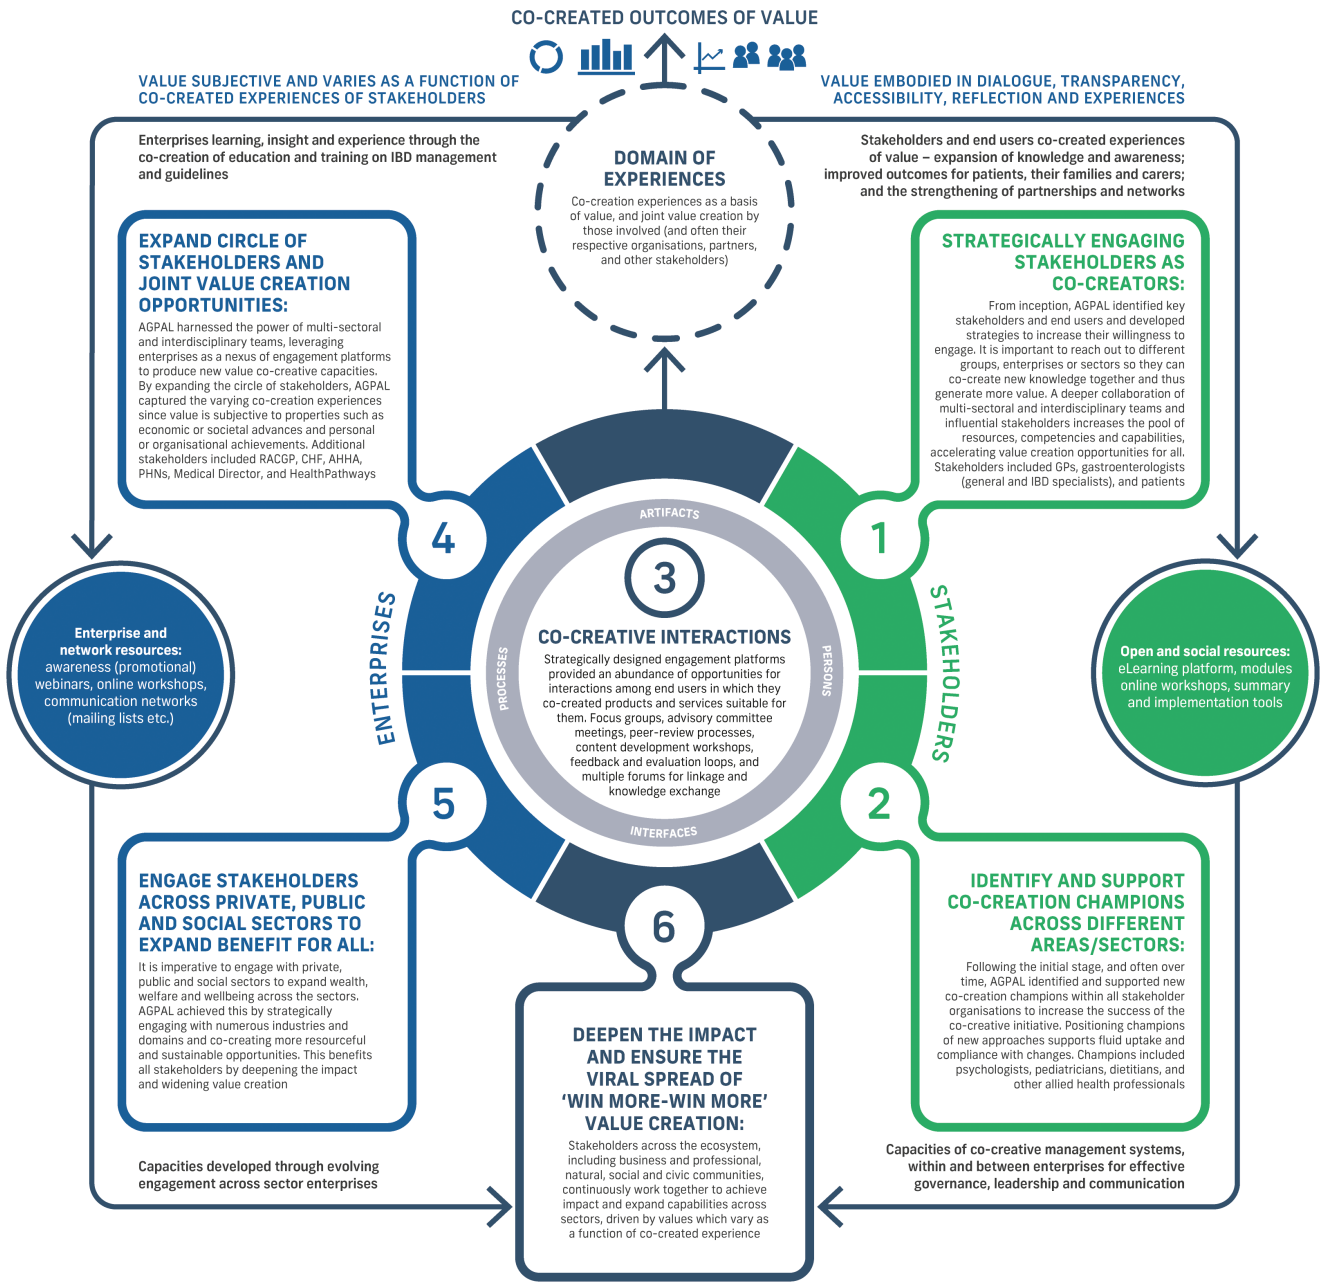 CO-CREATED OUTCOMES OF VALUE
VALUE SUBJECTIVE AND VARIES AS A FUNCTION OF
CO-CREATED EXPERIENCES OF STAKEHOLDERS
VALUE EMBODIED IN DIALOGUE, TRANSPARENCY,
ACCESSIBILITY, REFLECTION AND EXPERIENCES
Enterprises learning, insight and experience through the
co-creation of education and training on IBD management
and guidelines
DOMAIN OF
EXPERIENCES
Co-creation experiences as a basis
of value, and joint value creation by
those involved (and often their
respective organisations, partners,
and other stakeholders)
Stakeholders and end users co-created experiences
of value – expansion of knowledge and awareness;
improved outcomes for patients, their families and carers;
and the strengthening of partnerships and networks
EXPAND CIRCLE OF
STAKEHOLDERS AND
JOINT VALUE CREATION
OPPORTUNITIES:
AGPAL harnessed the power of multi-sectoral
and interdisciplinary teams, leveraging
enterprises as a nexus of engagement platforms
to produce new value co-creative capacities.
By expanding the circle of stakeholders, AGPAL
captured the varying co-creation experiences
since value is subjective to properties such as
economic or societal advances and personal
or organisational achievements. Additional
stakeholders included RACGP, CHF, AHHA,
PHNs, Medical Director, and HealthPathways
STRATEGICALLY ENGAGING
STAKEHOLDERS AS
CO-CREATORS:
From inception, AGPAL identified key
stakeholders and end users and developed
strategies to increase their willingness to
engage. It is important to reach out to different
groups, enterprises or sectors so they can
co-create new knowledge together and thus
generate more value. A deeper collaboration of
multi-sectoral and interdisciplinary teams and
influential stakeholders increases the pool of
resources, competencies and capabilities,
accelerating value creation opportunities for all.
Stakeholders included GPs, gastroenterologists
(general and IBD specialists), and patients
4
1
ARTIFACTS
3
ENTERPRISES
PROCESSES
CO-CREATIVE INTERACTIONS
Strategically designed engagement platforms
provided an abundance of opportunities for
interactions among end users in which they
co-created products and services suitable for
them. Focus groups, advisory committee
meetings, peer-review processes,
content development workshops,
feedback and evaluation loops, and
multiple forums for linkage and
knowledge exchange
PERSONS
STAKEHOLDERS
INTERFACES
Enterprise and
network resources:
awareness (promotional)
webinars, online workshops,
communication networks
(mailing lists etc.)
Open and social resources:
eLearning platform, modules
online workshops, summary
and implementation tools
5
2
6
ENGAGE STAKEHOLDERS
ACROSS PRIVATE, PUBLIC
AND SOCIAL SECTORS TO
EXPAND BENEFIT FOR ALL:
It is imperative to engage with private,
public and social sectors to expand wealth,
welfare and wellbeing across the sectors.
AGPAL achieved this by strategically
engaging with numerous industries and
domains and co-creating more resourceful
and sustainable opportunities. This benefits
all stakeholders by deepening the impact
and widening value creation
IDENTIFY AND SUPPORT
CO-CREATION CHAMPIONS
ACROSS DIFFERENT
AREAS/SECTORS:
Following the initial stage, and often over
time, AGPAL identified and supported new
co-creation champions within all stakeholder
organisations to increase the success of the
co-creative initiative. Positioning champions
of new approaches supports fluid uptake and
compliance with changes. Champions included
psychologists, pediatricians, dietitians, and
other allied health professionals
DEEPEN THE IMPACT
AND ENSURE THE
VIRAL SPREAD OF
‘WIN MORE-WIN MORE’
VALUE CREATION:
Stakeholders across the ecosystem,
including business and professional,
natural, social and civic communities,
continuously work together to achieve
impact and expand capabilities across
sectors, driven by values which vary as
a function of co-created experience
Capacities developed through evolving
engagement across sector enterprises
Capacities of co-creative management systems,
within and between enterprises for effective
governance, leadership and communication